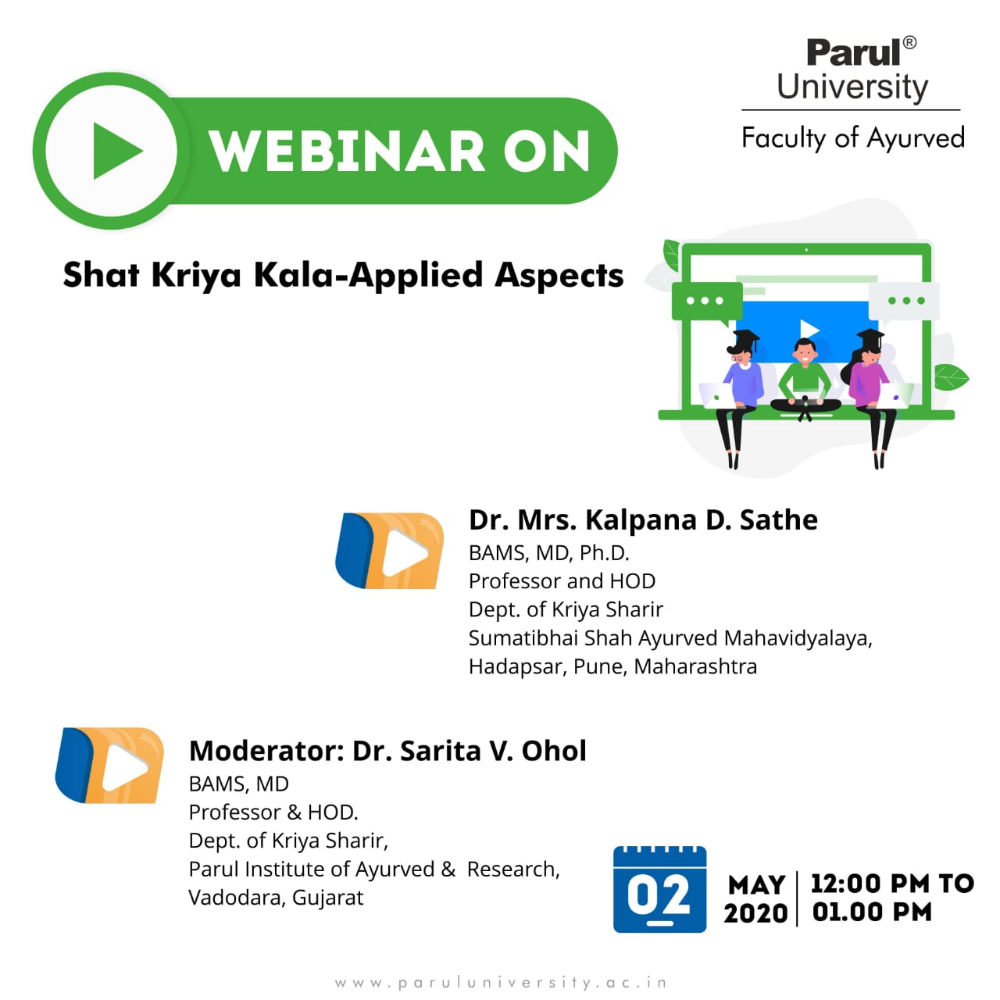 Parul®
University
Faculty of Ayurved
WEBINAR ON
Shat Kriya Kala-Applied Aspects
Dr. Mrs. Kalpana D. Sathe
BAMS, MD, Ph.D.
Professor and HOD
Dept. of Kriya Sharir
Sumatibhai Shah Ayurved Mahavidyalaya,
Hadapsar, Pune, Maharashtra
Moderator: Dr. Sarita V. Ohol
BAMS, MD
Professor & HOD.
Dept. of Kriya Sharir,
Parul Institute of Ayurved & Research,
Vadodara, Gujarat
02
MAY
2020
12:00 PM TO
01.00 PM
www.paruluniversity.ac.in